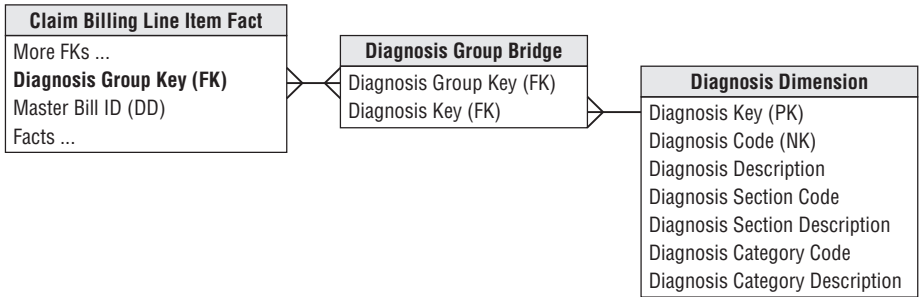 Claim Billing Line Item Fact
More FKs ...
Diagnosis Group Key (FK)
Master Bill ID (DD)
Facts ...
Diagnosis Group Bridge
Diagnosis Group Key (FK)
Diagnosis Key (FK)
Diagnosis Dimension
Diagnosis Key (PK)
Diagnosis Code (NK)
Diagnosis Description
Diagnosis Section Code
Diagnosis Section Description
Diagnosis Category Code
Diagnosis Category Description